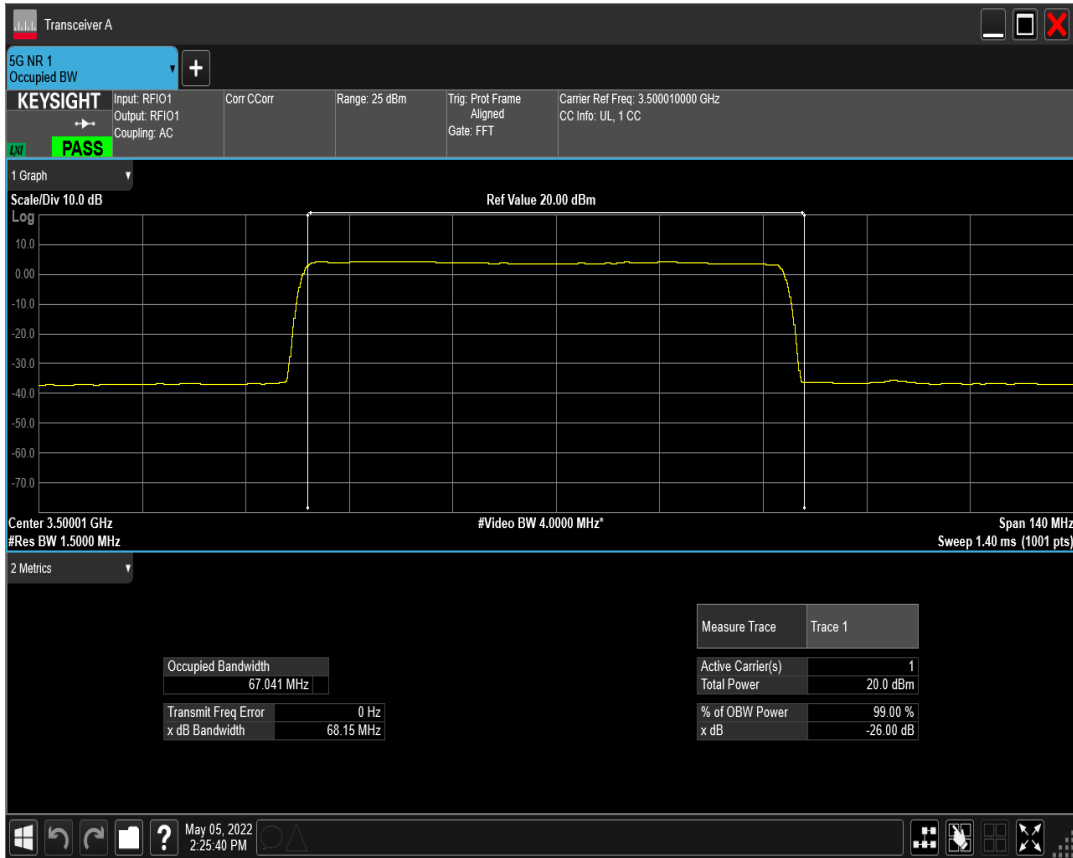 Transceiver A
5G NR 1
Occupied BW
KEYSIGHT
LXI PASS
Input: RFIO1
Output: RFIO1
Coupling: AC
Corr CCorr
Range: 25 dBm
Trig: Prot Frame
Aligned
Gate: FFT
Carrier Ref Freq: 3.500010000 GHz
CC Info: UL, 1 CC
1 Graph
Scale/Div 10.0 dB
Ref Value 20.00 dBm
Log
10.0
0.00
-10.0
-20.0
-30.0
-40.0
-50.0
-60.0
-70.0
Center 3.50001 GHz
#Video BW 4.0000 MHz*
Span 140 MHz
#Res BW 1.5000 MHz
Sweep 1.40 ms (1001 pts)
2 Metrics
Measure Trace Trace 1
Occupied Bandwidth
67.041 MHz
Active Carrier(s) 1
Total Power 20.0 dBm
Transmit Freq Error 0 Hz
x dB Bandwidth 68.15 MHz
% of OBW Power 99.00 %
x dB -26.00 dB
May 05, 2022
2:25:40 PM